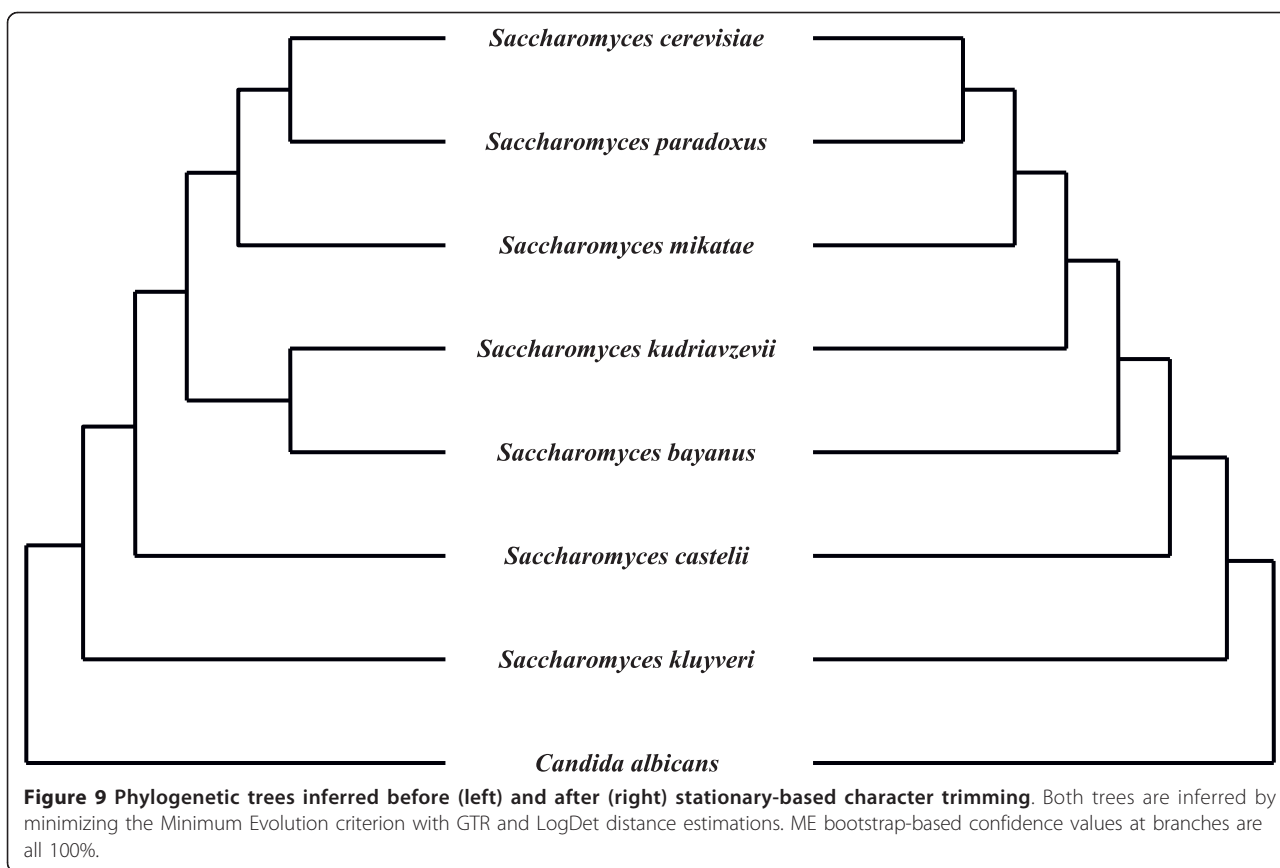 Saccharomyces cerevisiae
Saccharomyces paradoxus
Saccharomyces mikatae
Saccharomyces kudriavzevii
Saccharomyces bayanus
Saccharomyces castelii
Saccharomyces kluyveri
Candida albicans
Figure 9 Phylogenetic trees inferred before (left) and after (right) stationary-based character trimming. Both trees are inferred by
minimizing the Minimum Evolution criterion with GTR and LogDet distance estimations. ME bootstrap-based confidence values at branches are
all 100%.